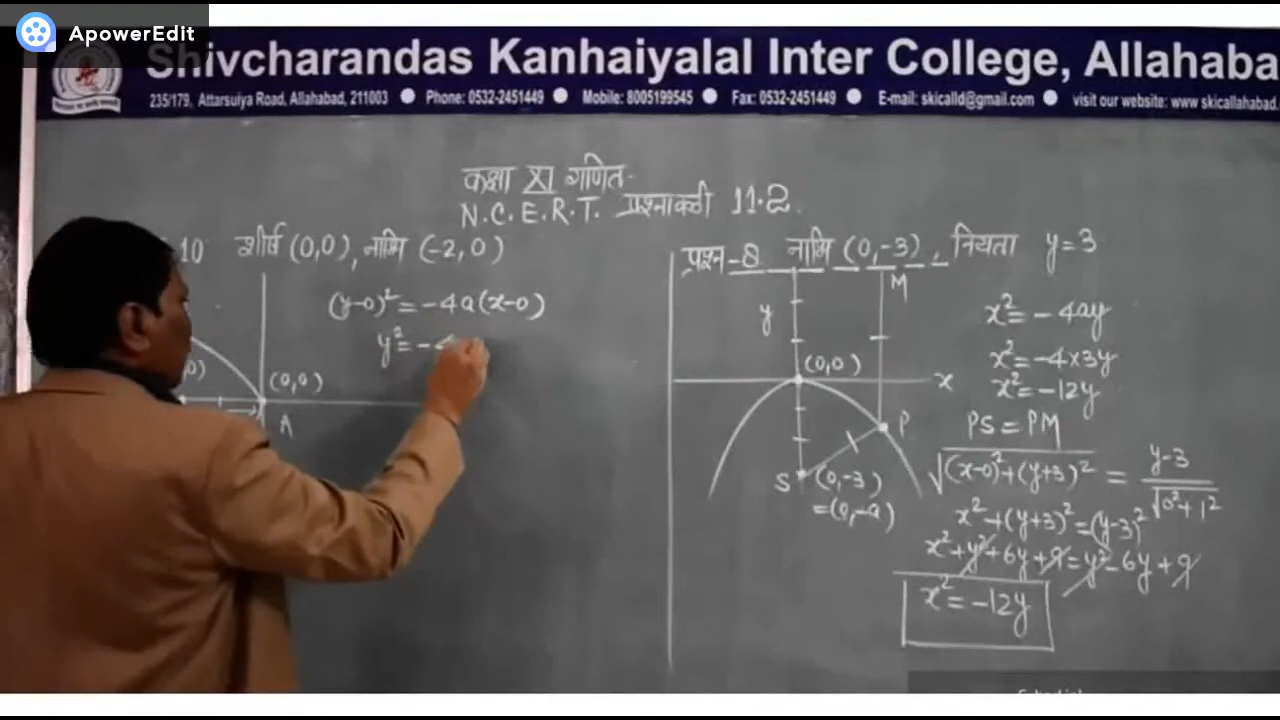 ApowerEdit
Shivcharandas Kanhaiyalal Inter College, Allahaba
235/179, Attarsuiya Road, Allahabad, 211003 ● Phone: 0532-2451449 ● Mobile: 8005199545 ● Fax: 0532-2451449 ● E-mail: skicalld@gmail.com ● visit our website: www skicallahabad.
कक्षा XI गणित-
N.C.E.R.T. प्रश्नावली 11.2.
10 शीर्ष (0,0), नाभि (-2,0)
(y-0)² = -4a(x-0)
y² = -4
0)
(0,0)
A
प्रश्न-8 नाभि (0,-3), नियता y=3
M
y
(0,0)
x
P
S (0,-3)
=(0,-a)
x² = -4ay
x² = -4×3y
x² = -12y
PS = PM
√(x-0)²+(y+3)² = y-3 / √0²+1²
x²+(y+3)² = (y-3)²
x²+y²+6y+9 = y²-6y+9
x² = -12y